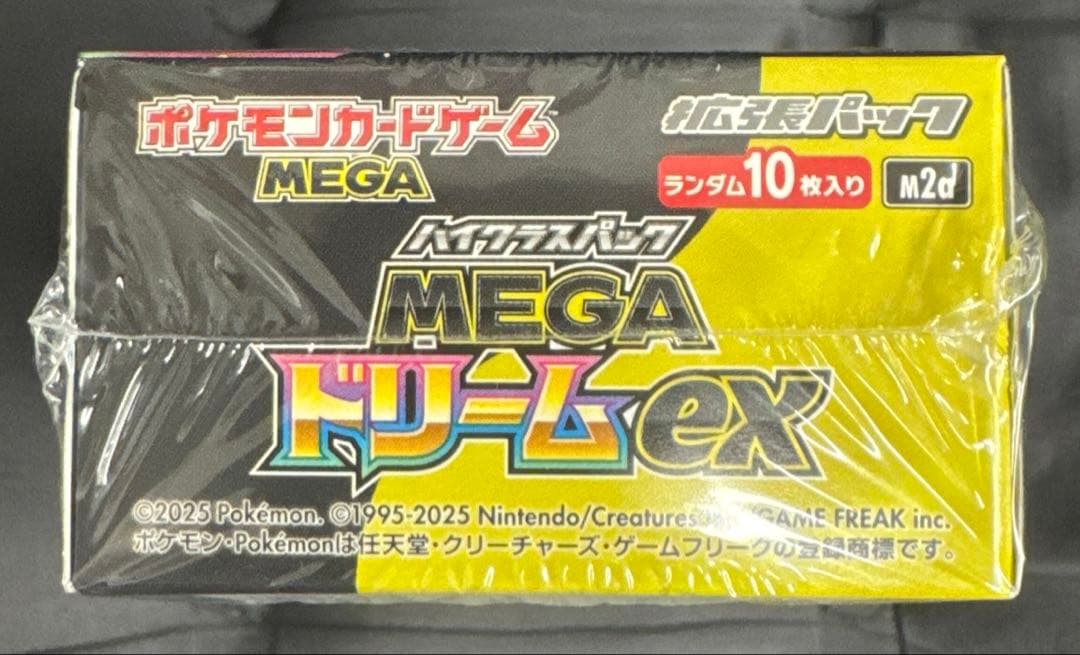 ポケモンカードゲーム
MEGA
拡張パック
ランダム10枚入り
M2a
ハイクラスパック
MEGA
ドリームex
©2025 Pokémon. ©1995-2025 Nintendo/Creatures Inc./GAME FREAK inc.
ポケモン・Pokémonは任天堂・クリーチャーズ・ゲームフリークの登録商標です。